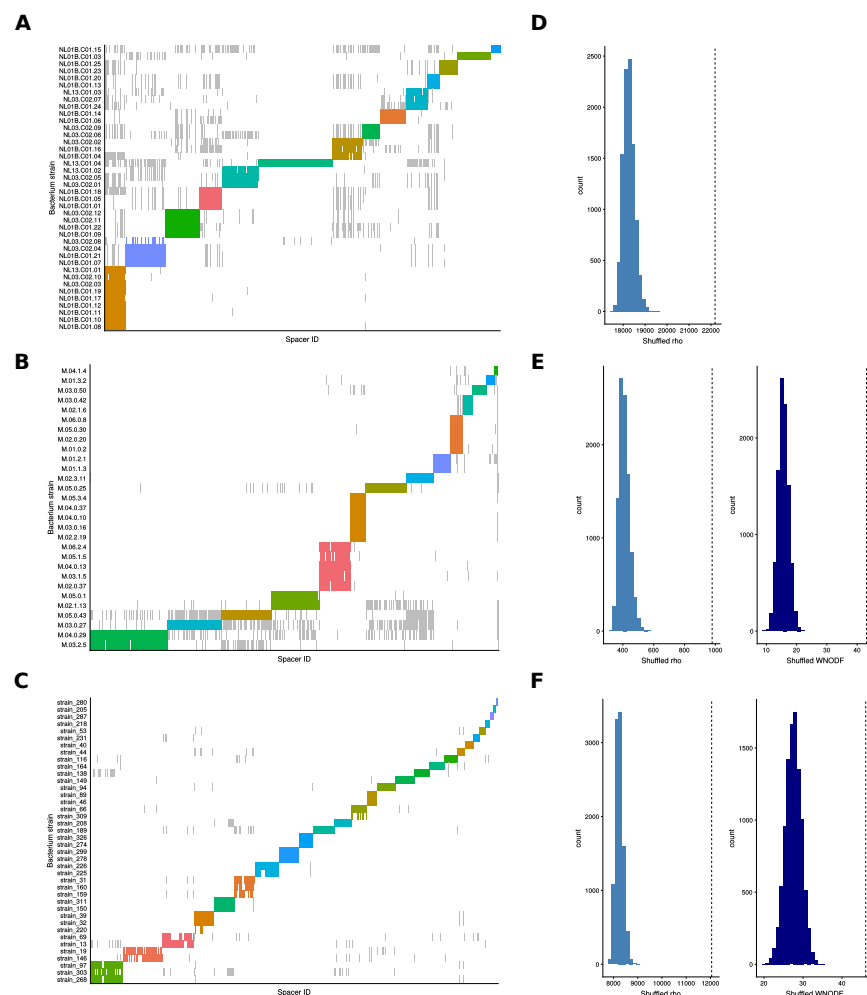 A
NL01B.C01.15
NL01B.C01.03
NL01B.C01.25
NL01B.C01.23
NL01B.C01.20
NL01B.C01.13
NL13.C01.03
NL03.C02.07
NL01B.C01.24
NL01B.C01.14
NL01B.C01.06
NL03.C02.09
NL03.C02.06
NL03.C02.02
NL01B.C01.16
NL01B.C01.04
NL13.C01.04
NL13.C01.02
NL03.C02.05
NL03.C02.01
NL01B.C01.18
NL01B.C01.05
NL01B.C01.01
NL03.C02.12
NL03.C02.11
NL01B.C01.22
NL01B.C01.09
NL03.C02.08
NL03.C02.04
NL01B.C01.21
NL01B.C01.07
NL13.C01.01
NL03.C02.10
NL03.C02.03
NL01B.C01.19
NL01B.C01.17
NL01B.C01.12
NL01B.C01.11
NL01B.C01.10
NL01B.C01.08
Bacterium strain
Spacer ID
D
2500
2000
1500
1000
500
0
count
18000 19000 20000 21000 22000
Shuffled rho
B
M.04.1.4
M.01.3.2
M.03.0.50
M.03.0.42
M.02.1.6
M.06.0.8
M.05.0.30
M.02.0.20
M.01.0.2
M.01.2.1
M.01.1.3
M.02.3.11
M.05.0.25
M.05.3.4
M.04.0.37
M.04.0.10
M.03.0.16
M.02.2.19
M.06.2.4
M.05.1.5
M.04.0.13
M.03.1.5
M.02.0.37
M.05.0.1
M.02.1.13
M.05.0.43
M.03.0.27
M.04.0.29
M.03.2.5
Bacterium strain
Spacer ID
E
2000
1000
0
count
400 600 800 1000
Shuffled rho
2000
1000
0
count
10 20 30 40
Shuffled WNODF
C
strain_280
strain_205
strain_287
strain_218
strain_53
strain_231
strain_40
strain_44
strain_116
strain_164
strain_138
strain_149
strain_94
strain_89
strain_46
strain_66
strain_309
strain_208
strain_189
strain_326
strain_274
strain_299
strain_278
strain_226
strain_225
strain_31
strain_160
strain_159
strain_311
strain_150
strain_39
strain_32
strain_220
strain_69
strain_13
strain_19
strain_146
strain_97
strain_303
strain_268
Bacterium strain
Spacer ID
F
3000
2000
1000
0
count
8000 9000 10000 11000 12000
Shuffled rho
1500
1000
500
0
count
20 30 40
Shuffled WNODF